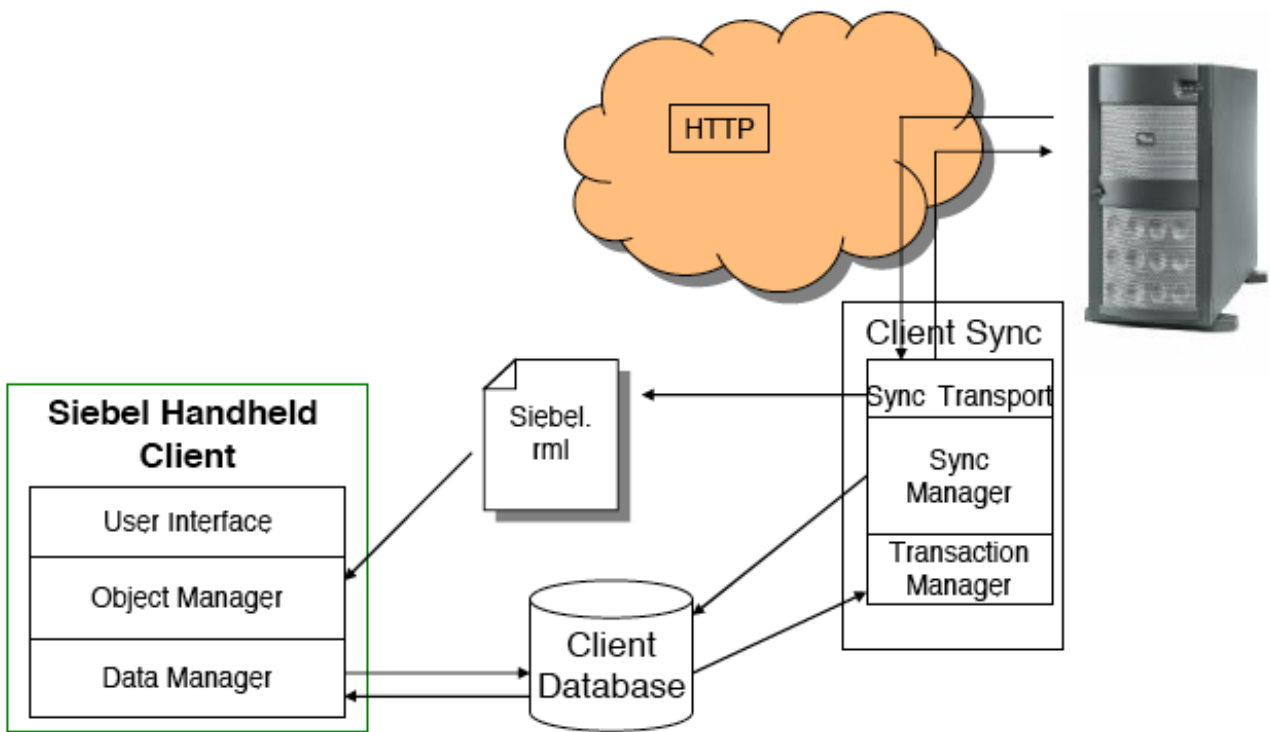 HTTP
Client Sync
Sync Transport
Sync
Manager
Transaction
Manager
Siebel.
rml
Siebel Handheld
Client
User Interface
Object Manager
Data Manager
Client
Database